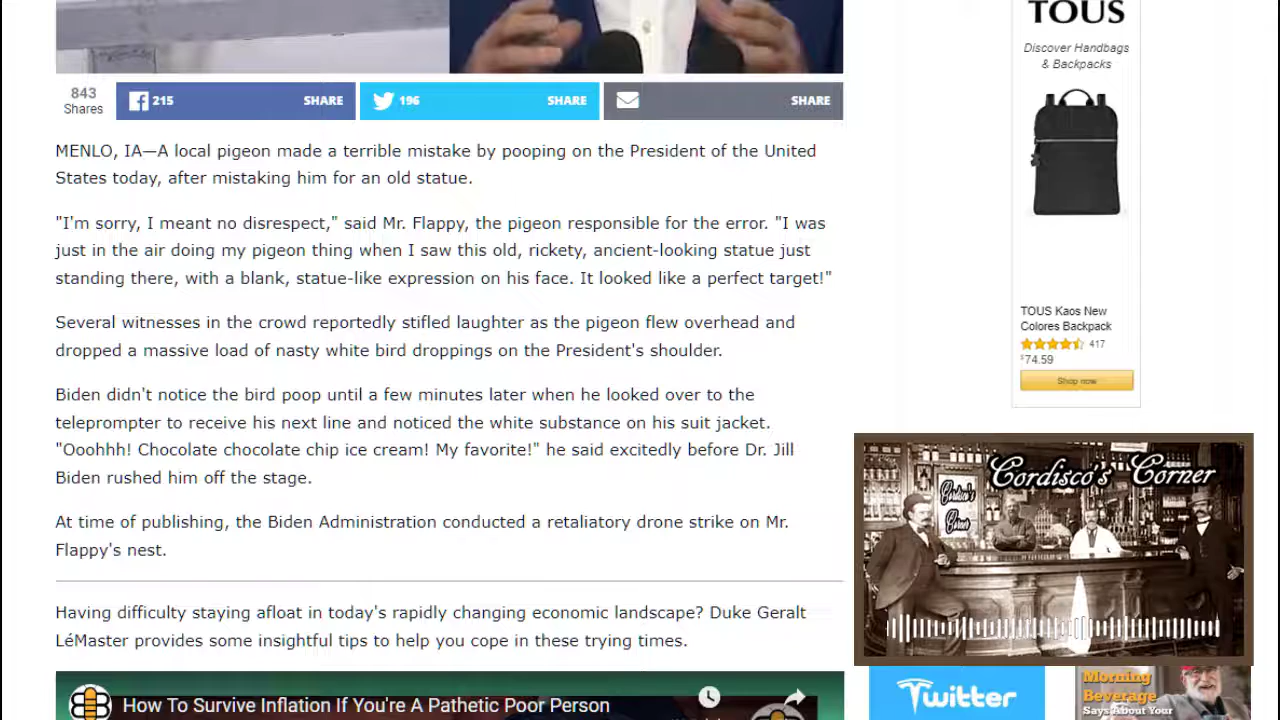 TOUS
Discover Handbags
& Backpacks
843
Shares
215
SHARE
196
SHARE
SHARE
MENLO, IA—A local pigeon made a terrible mistake by pooping on the President of the United
States today, after mistaking him for an old statue.
"I'm sorry, I meant no disrespect," said Mr. Flappy, the pigeon responsible for the error. "I was
just in the air doing my pigeon thing when I saw this old, rickety, ancient-looking statue just
standing there, with a blank, statue-like expression on his face. It looked like a perfect target!"
Several witnesses in the crowd reportedly stifled laughter as the pigeon flew overhead and
dropped a massive load of nasty white bird droppings on the President's shoulder.
Biden didn't notice the bird poop until a few minutes later when he looked over to the
teleprompter to receive his next line and noticed the white substance on his suit jacket.
"Ooohhh! Chocolate chocolate chip ice cream! My favorite!" he said excitedly before Dr. Jill
Biden rushed him off the stage.
At time of publishing, the Biden Administration conducted a retaliatory drone strike on Mr.
Flappy's nest.
Having difficulty staying afloat in today's rapidly changing economic landscape? Duke Geralt
LéMaster provides some insightful tips to help you cope in these trying times.
How To Survive Inflation If You're A Pathetic Poor Person
TOUS Kaos New
Colores Backpack
417
$74.59
Shop now
Cordisco's Corner
Cordisco's
Corner
Twitter
Morning
Beverage
Says About Your